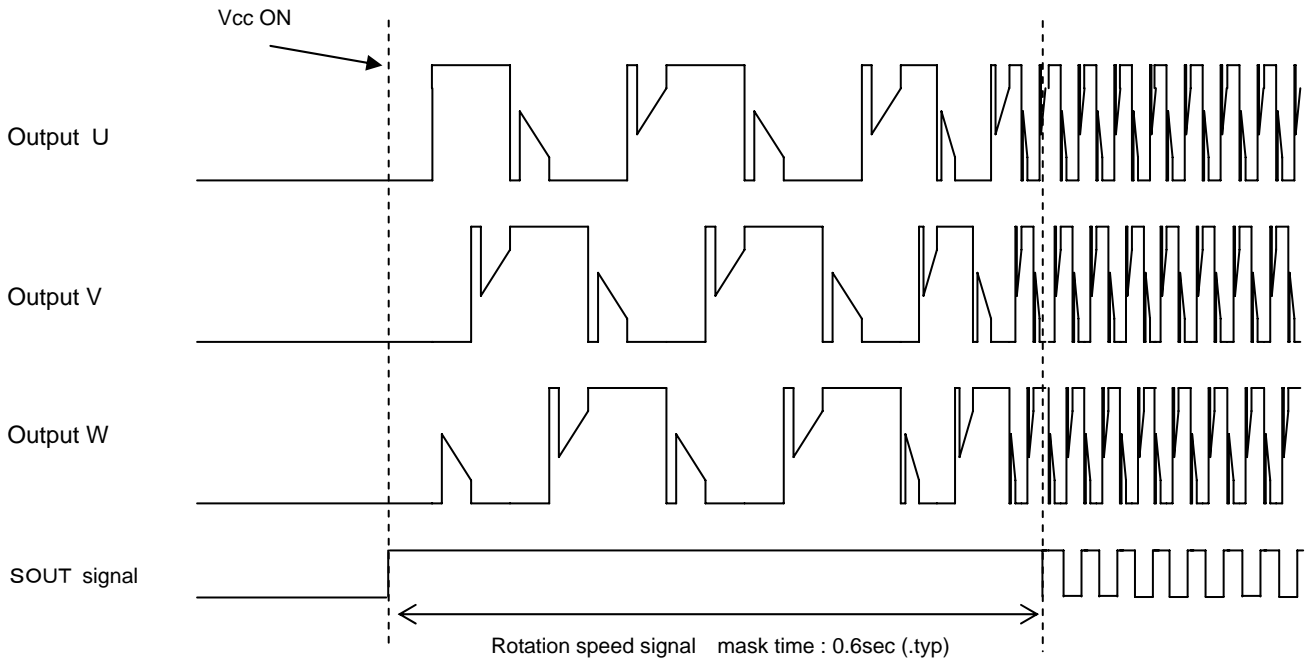 Vcc ON
Output U
Output V
Output W
SOUT signal
Rotation speed signal mask time : 0.6sec (.typ)